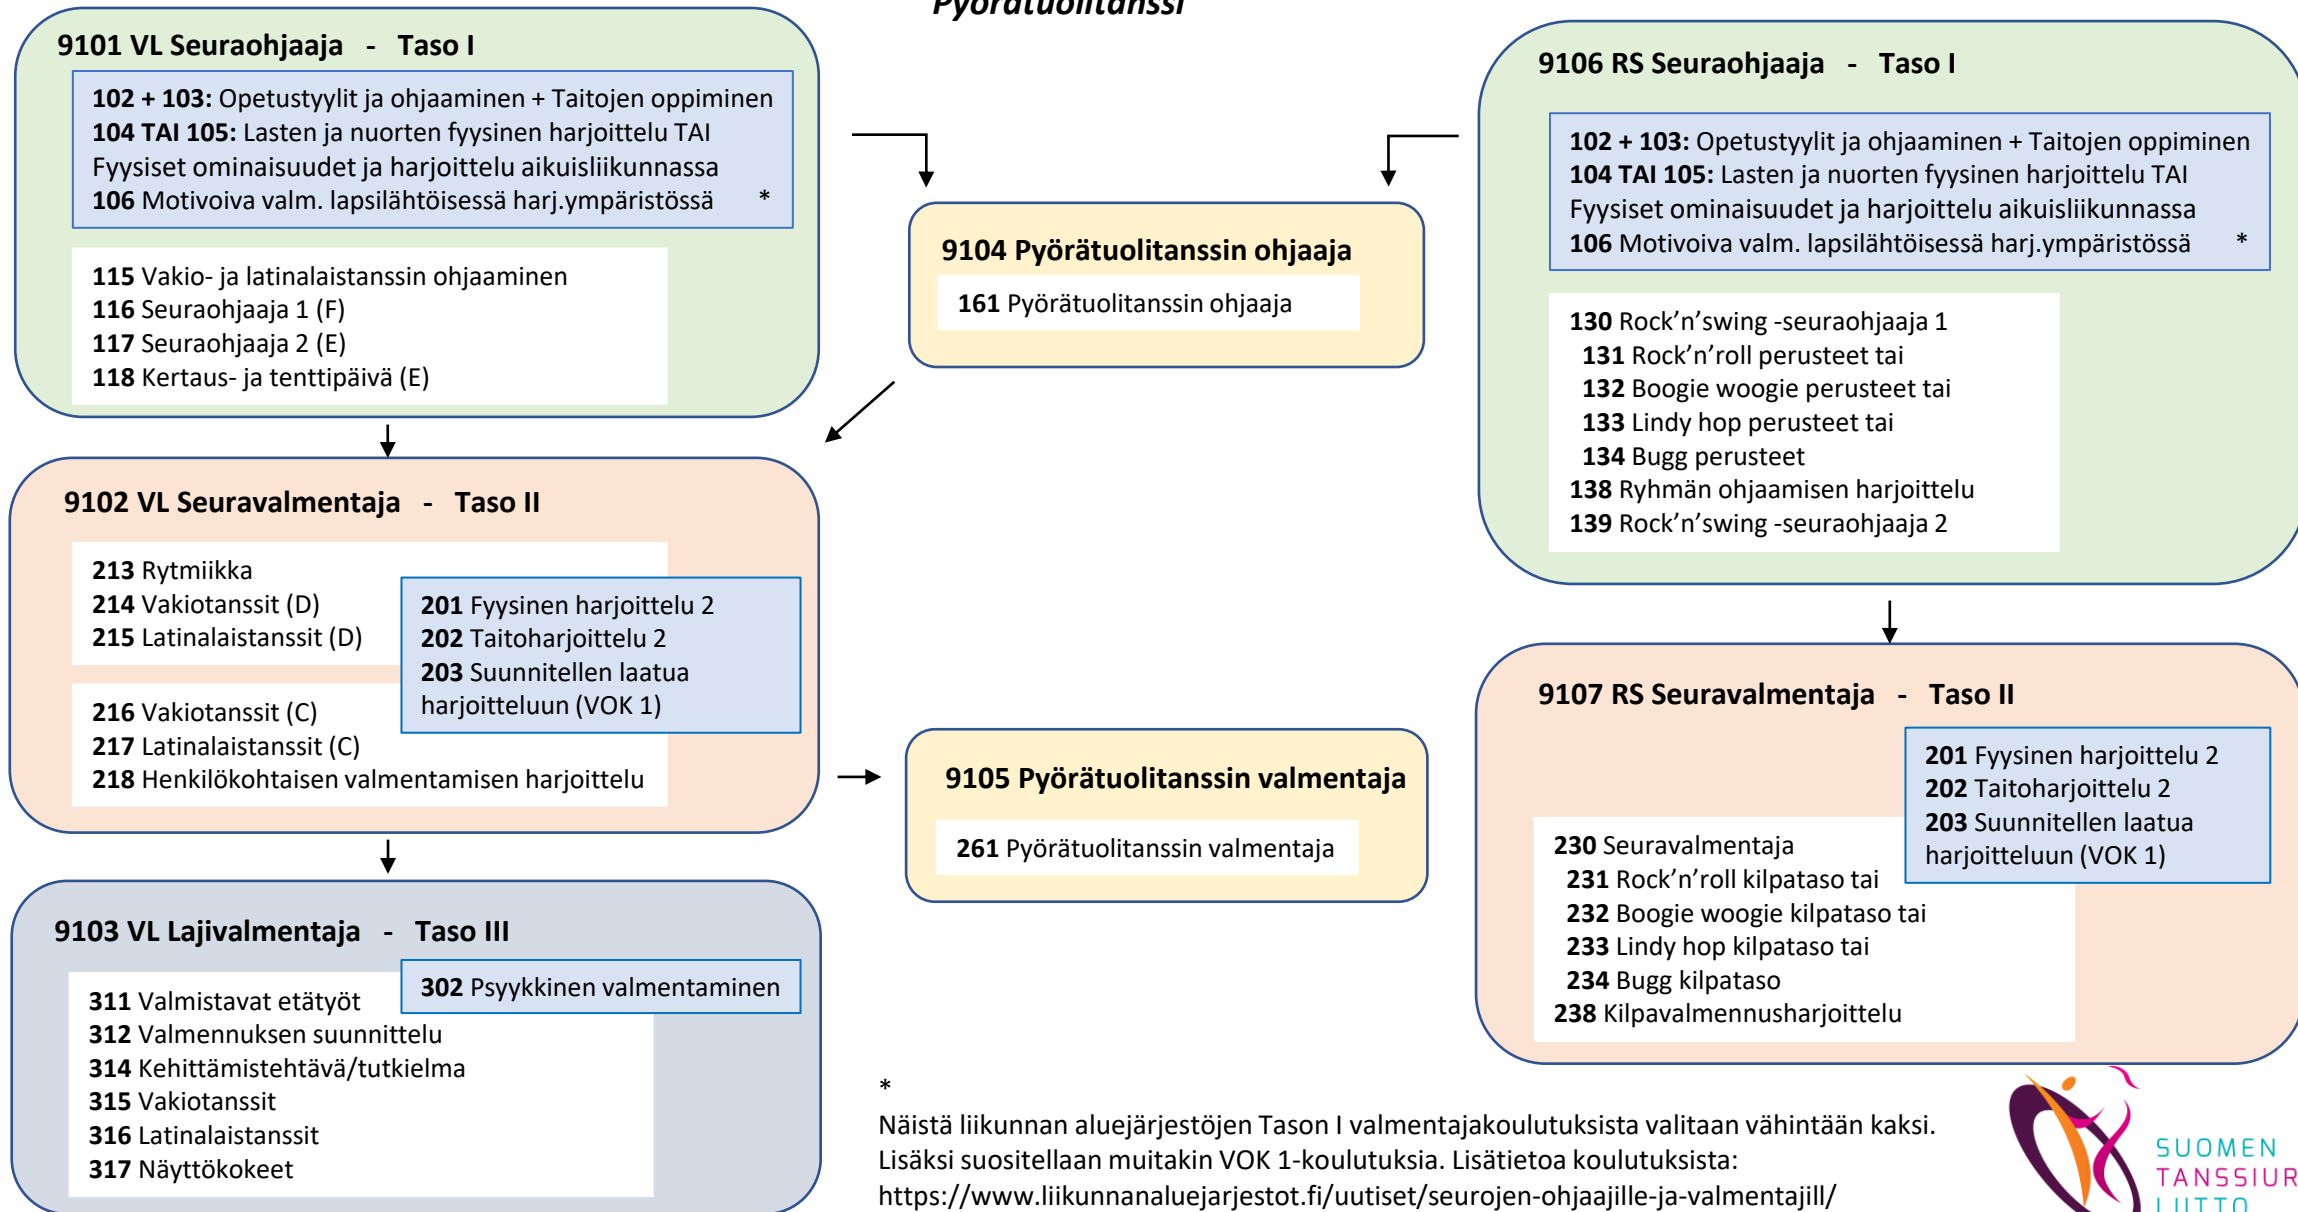 Pyörätuolitanssi
9101 VL Seuraohjaaja - Taso I
102 + 103: Opetustyylit ja ohjaaminen + Taitojen oppiminen
104 TAI 105: Lasten ja nuorten fyysinen harjoittelu TAI
Fyysiset ominaisuudet ja harjoittelu aikuisliikunnassa
106 Motivoiva valm. lapsilähtöisessä harj.ympäristössä *
115 Vakio- ja latinalaistanssin ohjaaminen
116 Seuraohjaaja 1 (F)
117 Seuraohjaaja 2 (E)
118 Kertaus- ja tenttipäivä (E)
9102 VL Seuravalmentaja - Taso II
213 Rytmiikka
214 Vakiotanssit (D)
215 Latinalaistanssit (D)
216 Vakiotanssit (C)
217 Latinalaistanssit (C)
218 Henkilökohtaisen valmentamisen harjoittelu
201 Fyysinen harjoittelu 2
202 Taitoharjoittelu 2
203 Suunnitellen laatua
harjoitteluun (VOK 1)
9103 VL Lajivalmentaja - Taso III
302 Psyykkinen valmentaminen
311 Valmistavat etätyöt
312 Valmennuksen suunnittelu
314 Kehittämistehtävä/tutkielma
315 Vakiotanssit
316 Latinalaistanssit
317 Näyttökokeet
9104 Pyörätuolitanssin ohjaaja
161 Pyörätuolitanssin ohjaaja
9105 Pyörätuolitanssin valmentaja
261 Pyörätuolitanssin valmentaja
9106 RS Seuraohjaaja - Taso I
102 + 103: Opetustyylit ja ohjaaminen + Taitojen oppiminen
104 TAI 105: Lasten ja nuorten fyysinen harjoittelu TAI
Fyysiset ominaisuudet ja harjoittelu aikuisliikunnassa
106 Motivoiva valm. lapsilähtöisessä harj.ympäristössä *
130 Rock’n’swing -seuraohjaaja 1
131 Rock’n’roll perusteet tai
132 Boogie woogie perusteet tai
133 Lindy hop perusteet tai
134 Bugg perusteet
138 Ryhmän ohjaamisen harjoittelu
139 Rock’n’swing -seuraohjaaja 2
9107 RS Seuravalmentaja - Taso II
201 Fyysinen harjoittelu 2
202 Taitoharjoittelu 2
203 Suunnitellen laatua
harjoitteluun (VOK 1)
230 Seuravalmentaja
231 Rock’n’roll kilpataso tai
232 Boogie woogie kilpataso tai
233 Lindy hop kilpataso tai
234 Bugg kilpataso
238 Kilpavalmennusharjoittelu
*
Näistä liikunnan aluejärjestöjen Tason I valmentajakoulutuksista valitaan vähintään kaksi.
Lisäksi suositellaan muitakin VOK 1-koulutuksia. Lisätietoa koulutuksista:
https://www.liikunnanaluejarjestot.fi/uutiset/seurojen-ohjaajille-ja-valmentajill/
SUOMEN
TANSSIUR
LIITTO